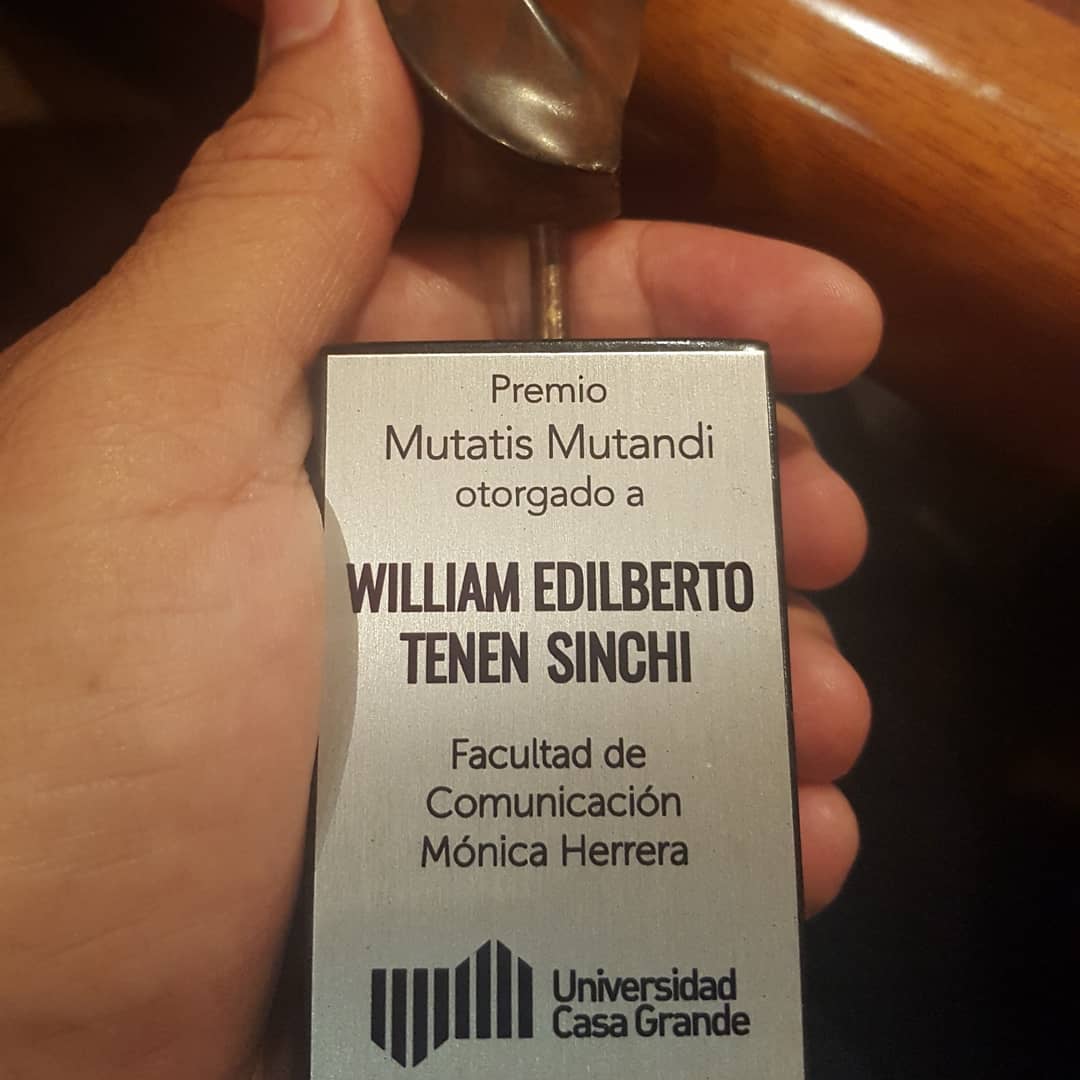 Premio
Mutatis Mutandi
otorgado a
WILLIAM EDILBERTO
TENEN SINCHI
Facultad de
Comunicación
Mónica Herrera
Universidad
Casa Grande